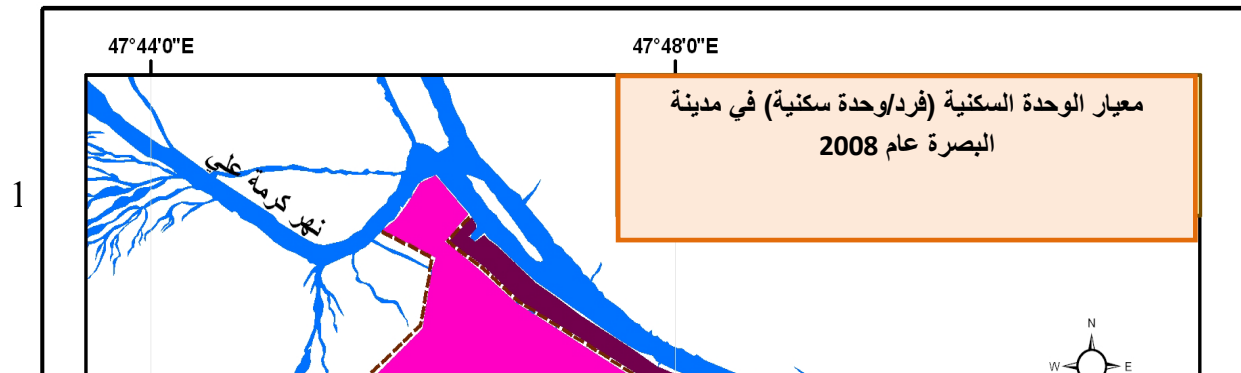 47°44'0"E 47°48'0"E
معيار الوحدة السكنية (فرد/وحدة سكنية) في مدينة
البصرة عام 2008
1
نهر كرمة علي
N
W E